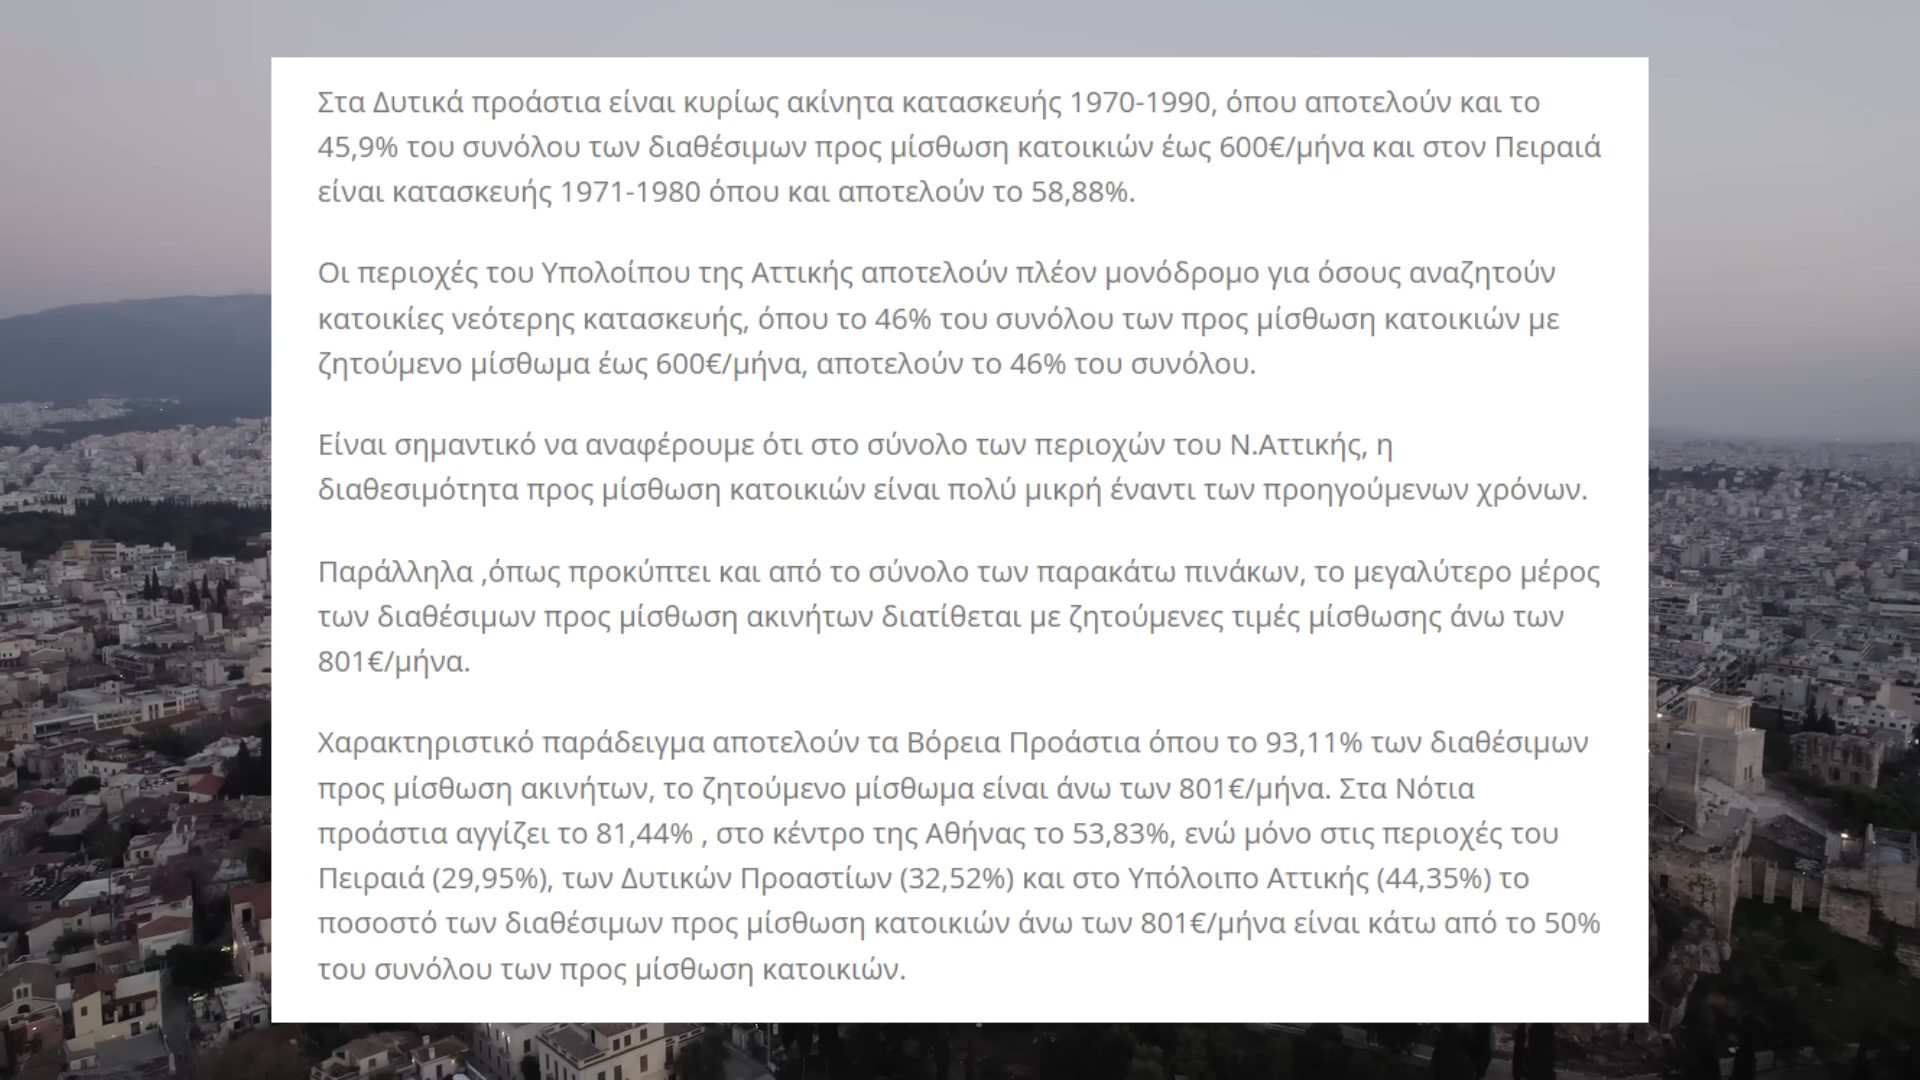 Στα Δυτικά προάστια είναι κυρίως ακίνητα κατασκευής 1970-1990, όπου αποτελούν και το
45,9% του συνόλου των διαθέσιμων προς μίσθωση κατοικιών έως 600€/μήνα και στον Πειραιά
είναι κατασκευής 1971-1980 όπου και αποτελούν το 58,88%.
Οι περιοχές του Υπολοίπου της Αττικής αποτελούν πλέον μονόδρομο για όσους αναζητούν
κατοικίες νεότερης κατασκευής, όπου το 46% του συνόλου των προς μίσθωση κατοικιών με
ζητούμενο μίσθωμα έως 600€/μήνα, αποτελούν το 46% του συνόλου.
Είναι σημαντικό να αναφέρουμε ότι στο σύνολο των περιοχών του Ν.Αττικής, η
διαθεσιμότητα προς μίσθωση κατοικιών είναι πολύ μικρή έναντι των προηγούμενων χρόνων.
Παράλληλα ,όπως προκύπτει και από το σύνολο των παρακάτω πινάκων, το μεγαλύτερο μέρος
των διαθέσιμων προς μίσθωση ακινήτων διατίθεται με ζητούμενες τιμές μίσθωσης άνω των
801€/μήνα.
Χαρακτηριστικό παράδειγμα αποτελούν τα Βόρεια Προάστια όπου το 93,11% των διαθέσιμων
προς μίσθωση ακινήτων, το ζητούμενο μίσθωμα είναι άνω των 801€/μήνα. Στα Νότια
προάστια αγγίζει το 81,44% , στο κέντρο της Αθήνας το 53,83%, ενώ μόνο στις περιοχές του
Πειραιά (29,95%), των Δυτικών Προαστίων (32,52%) και στο Υπόλοιπο Αττικής (44,35%) το
ποσοστό των διαθέσιμων προς μίσθωση κατοικιών άνω των 801€/μήνα είναι κάτω από το 50%
του συνόλου των προς μίσθωση κατοικιών.